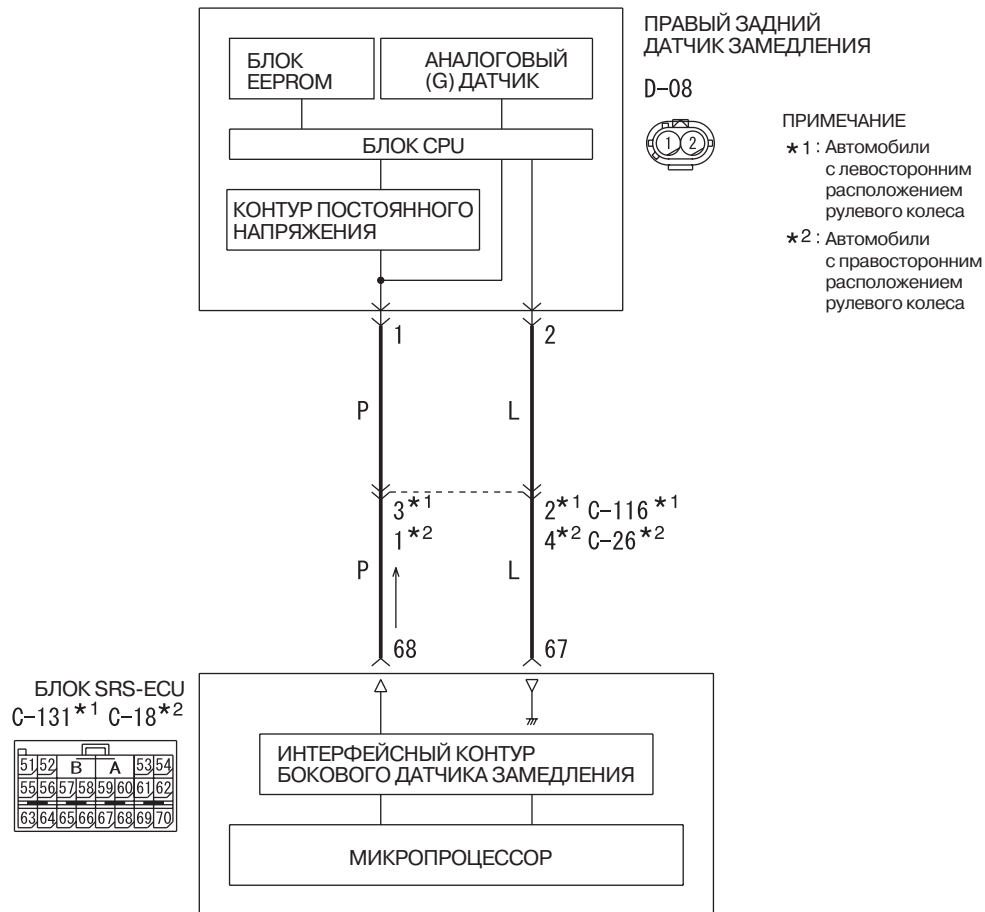 ПРАВЫЙ ЗАДНИЙ
ДАТЧИК ЗАМЕДЛЕНИЯ
D-08
1 2
БЛОК
EEPROM
АНАЛОГОВЫЙ
(G) ДАТЧИК
БЛОК CPU
КОНТУР ПОСТОЯННОГО
НАПРЯЖЕНИЯ
ПРИМЕЧАНИЕ
*1: Автомобили
с левосторонним
расположением
рулевого колеса
*2: Автомобили
с правосторонним
расположением
рулевого колеса
1 2
P L
3*1 2*1 C-116*1
1*2 4*2 C-26*2
P L
68 67
БЛОК SRS-ECU
C-131*1 C-18*2
51 52 B A 53 54
55 56 57 58 59 60 61 62
63 64 65 66 67 68 69 70
ИНТЕРФЕЙСНЫЙ КОНТУР
БОКОВОГО ДАТЧИКА ЗАМЕДЛЕНИЯ
МИКРОПРОЦЕССОР